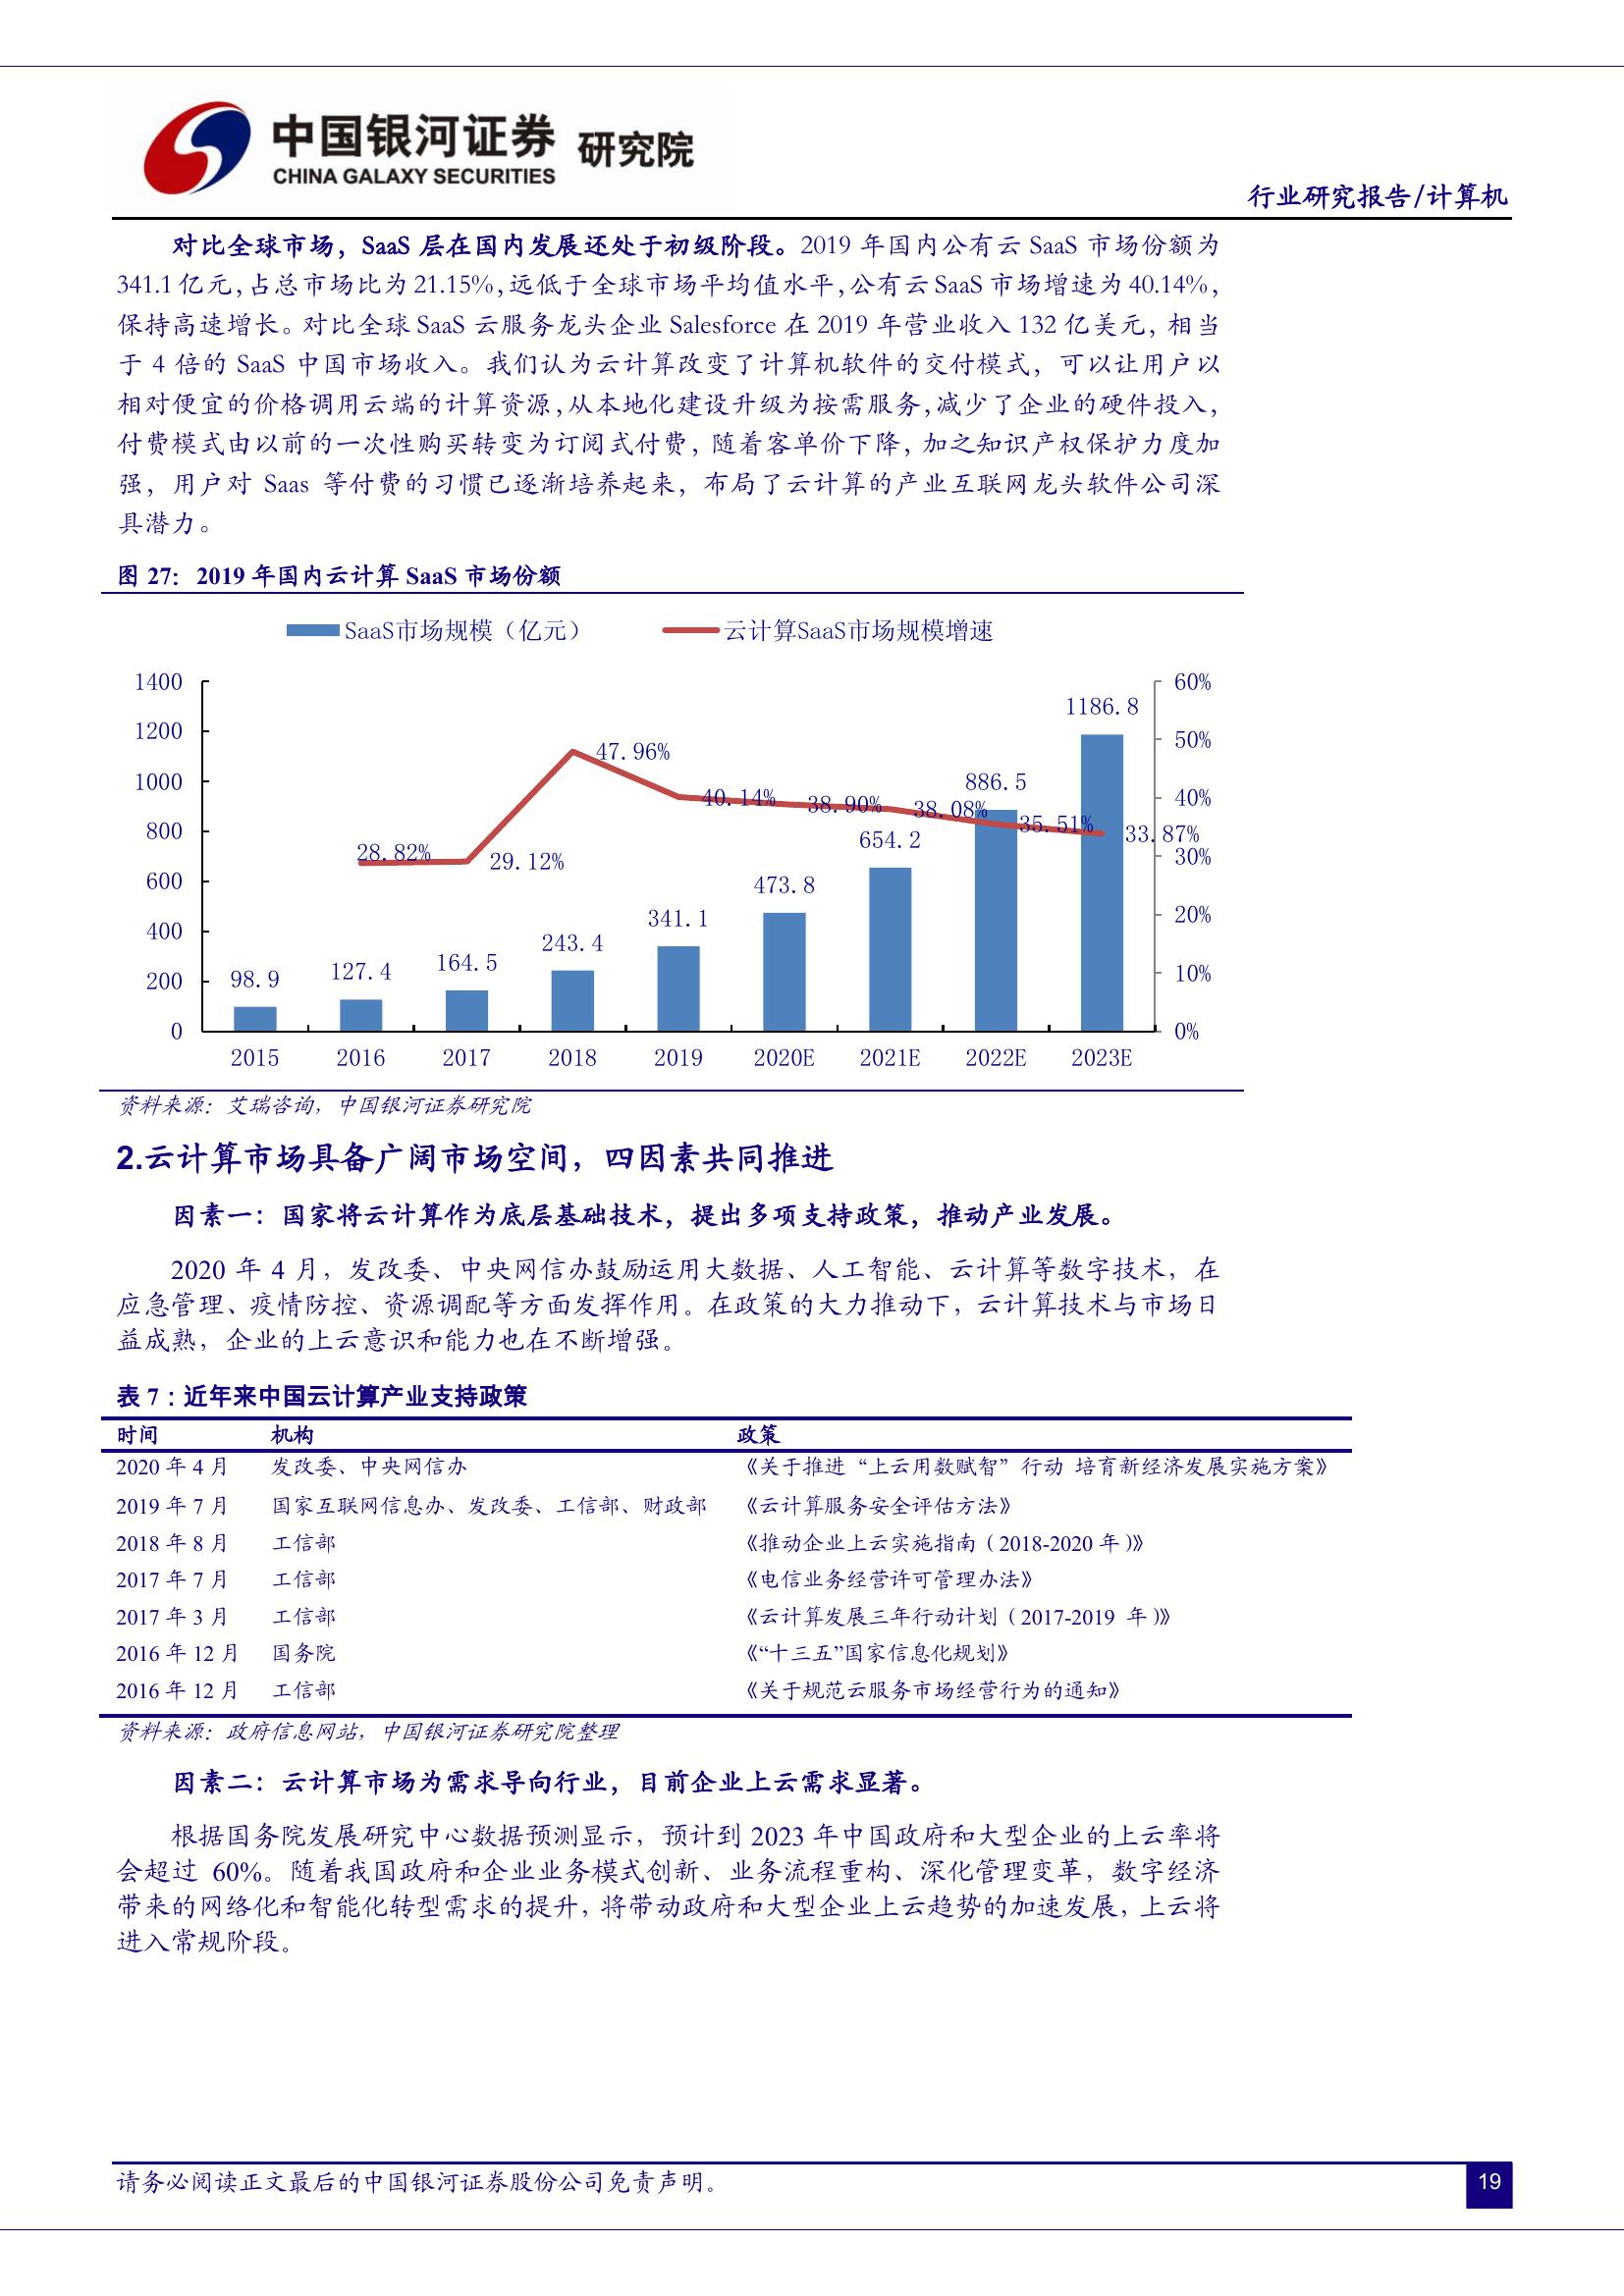 中国银河证券 研究院
CHINA GALAXY SECURITIES
行业研究报告/计算机
对比全球市场，SaaS 层在国内发展还处于初级阶段。2019 年国内公有云 SaaS 市场份额为
341.1 亿元，占总市场比为 21.15%，远低于全球市场平均值水平，公有云 SaaS 市场增速为 40.14%，
保持高速增长。对比全球 SaaS 云服务龙头企业 Salesforce 在 2019 年营业收入 132 亿美元，相当
于 4 倍的 SaaS 中国市场收入。我们认为云计算改变了计算机软件的交付模式，可以让用户以
相对便宜的价格调用云端的计算资源，从本地化建设升级为按需服务，减少了企业的硬件投入，
付费模式由以前的一次性购买转变为订阅式付费，随着客单价下降，加之知识产权保护力度加
强，用户对 Saas 等付费的习惯已逐渐培养起来，布局了云计算的产业互联网龙头软件公司深
具潜力。
图 27：2019 年国内云计算 SaaS 市场份额
SaaS市场规模（亿元） 云计算SaaS市场规模增速
1400 60%
1200 50%
1000 40%
800 30%
600 20%
400 10%
200 0%
0
98.9 127.4 164.5 243.4 341.1 473.8 654.2 886.5 1186.8
28.82% 29.12% 47.96% 40.14% 38.90% 38.08% 35.51% 33.87%
2015 2016 2017 2018 2019 2020E 2021E 2022E 2023E
资料来源：艾瑞咨询，中国银河证券研究院
2.云计算市场具备广阔市场空间，四因素共同推进
因素一：国家将云计算作为底层基础技术，提出多项支持政策，推动产业发展。
2020 年 4 月，发改委、中央网信办鼓励运用大数据、人工智能、云计算等数字技术，在
应急管理、疫情防控、资源调配等方面发挥作用。在政策的大力推动下，云计算技术与市场日
益成熟，企业的上云意识和能力也在不断增强。
表 7：近年来中国云计算产业支持政策
时间 机构 政策
2020 年 4 月 发改委、中央网信办 《关于推进“上云用数赋智”行动 培育新经济发展实施方案》
2019 年 7 月 国家互联网信息办、发改委、工信部、财政部 《云计算服务安全评估方法》
2018 年 8 月 工信部 《推动企业上云实施指南（2018-2020 年）》
2017 年 7 月 工信部 《电信业务经营许可管理办法》
2017 年 3 月 工信部 《云计算发展三年行动计划（2017-2019 年）》
2016 年 12 月 国务院 《“十三五”国家信息化规划》
2016 年 12 月 工信部 《关于规范云服务市场经营行为的通知》
资料来源：政府信息网站，中国银河证券研究院整理
因素二：云计算市场为需求导向行业，目前企业上云需求显著。
根据国务院发展研究中心数据预测显示，预计到 2023 年中国政府和大型企业的上云率将
会超过 60%。随着我国政府和企业业务模式创新、业务流程重构、深化管理变革，数字经济
带来的网络化和智能化转型需求的提升，将带动政府和大型企业上云趋势的加速发展，上云将
进入常规阶段。
请务必阅读正文最后的中国银河证券股份公司免责声明。
19